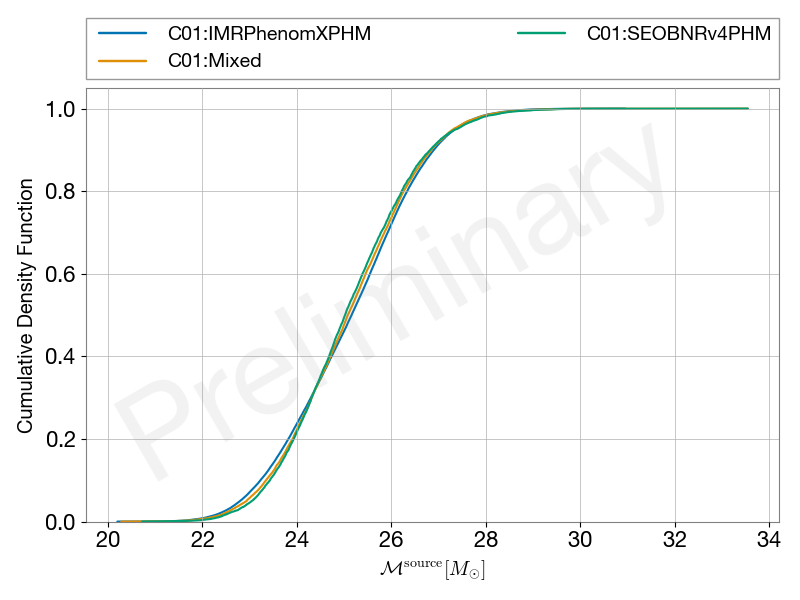 C01:IMRPhenomXPHM
C01:SEOBNRv4PHM
C01:Mixed
1.0
0.8
0.6
0.4
0.2
0.0
Cumulative Density Function
Preliminary
20 22 24 26 28 30 32 34
ℳ^source [M_⊙]